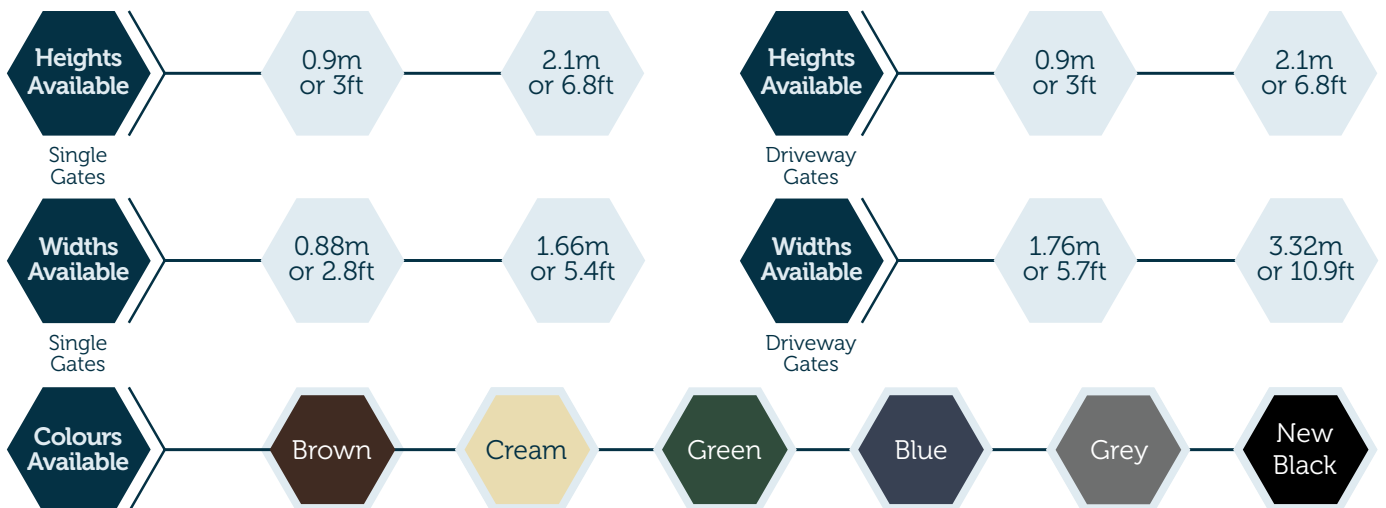 Heights
Available
0.9m
or 3ft
2.1m
or 6.8ft
Single
Gates
Heights
Available
0.9m
or 3ft
2.1m
or 6.8ft
Driveway
Gates
Widths
Available
0.88m
or 2.8ft
1.66m
or 5.4ft
Single
Gates
Widths
Available
1.76m
or 5.7ft
3.32m
or 10.9ft
Driveway
Gates
Colours
Available
Brown
Cream
Green
Blue
Grey
New
Black